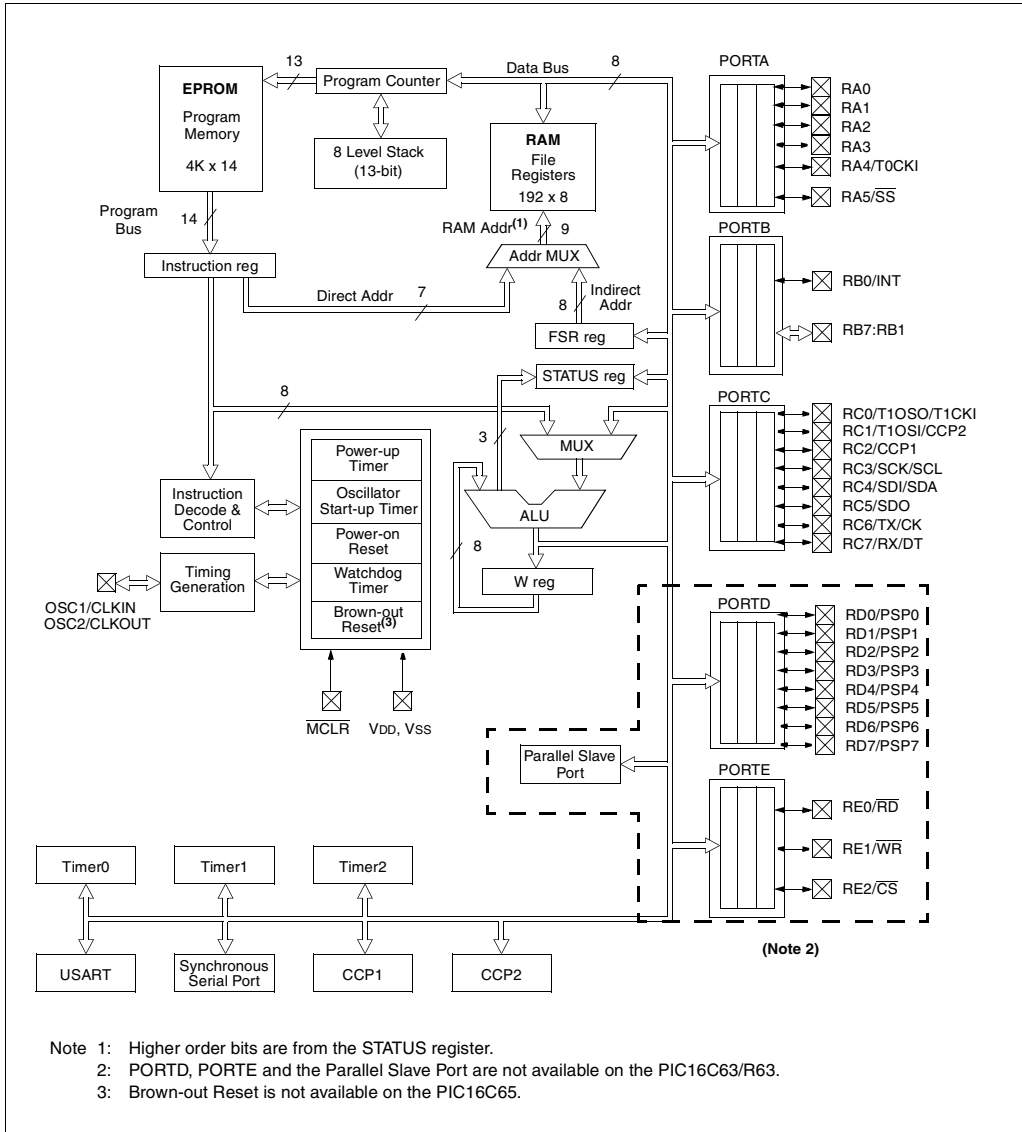 EPROM
Program
Memory
4K x 14
13
Program Counter
8 Level Stack
(13-bit)
Data Bus
8
RAM
File
Registers
192 x 8
Program
Bus
14
RAM Addr(1)
9
Addr MUX
Instruction reg
Direct Addr
7
8
Indirect
Addr
FSR reg
STATUS reg
8
3
MUX
Power-up
Timer
Oscillator
Start-up Timer
Power-on
Reset
Watchdog
Timer
Brown-out
Reset(3)
Instruction
Decode &
Control
Timing
Generation
OSC1/CLKIN
OSC2/CLKOUT
ALU
8
W reg
MCLR
VDD, VSS
Parallel Slave
Port
PORTA
RA0
RA1
RA2
RA3
RA4/T0CKI
RA5/SS
PORTB
RB0/INT
RB7:RB1
PORTC
RC0/T1OSO/T1CKI
RC1/T1OSI/CCP2
RC2/CCP1
RC3/SCK/SCL
RC4/SDI/SDA
RC5/SDO
RC6/TX/CK
RC7/RX/DT
PORTD
RD0/PSP0
RD1/PSP1
RD2/PSP2
RD3/PSP3
RD4/PSP4
RD5/PSP5
RD6/PSP6
RD7/PSP7
PORTE
RE0/RD
RE1/WR
RE2/CS
(Note 2)
Timer0
Timer1
Timer2
USART
Synchronous
Serial Port
CCP1
CCP2
Note 1: Higher order bits are from the STATUS register.
2: PORTD, PORTE and the Parallel Slave Port are not available on the PIC16C63/R63.
3: Brown-out Reset is not available on the PIC16C65.